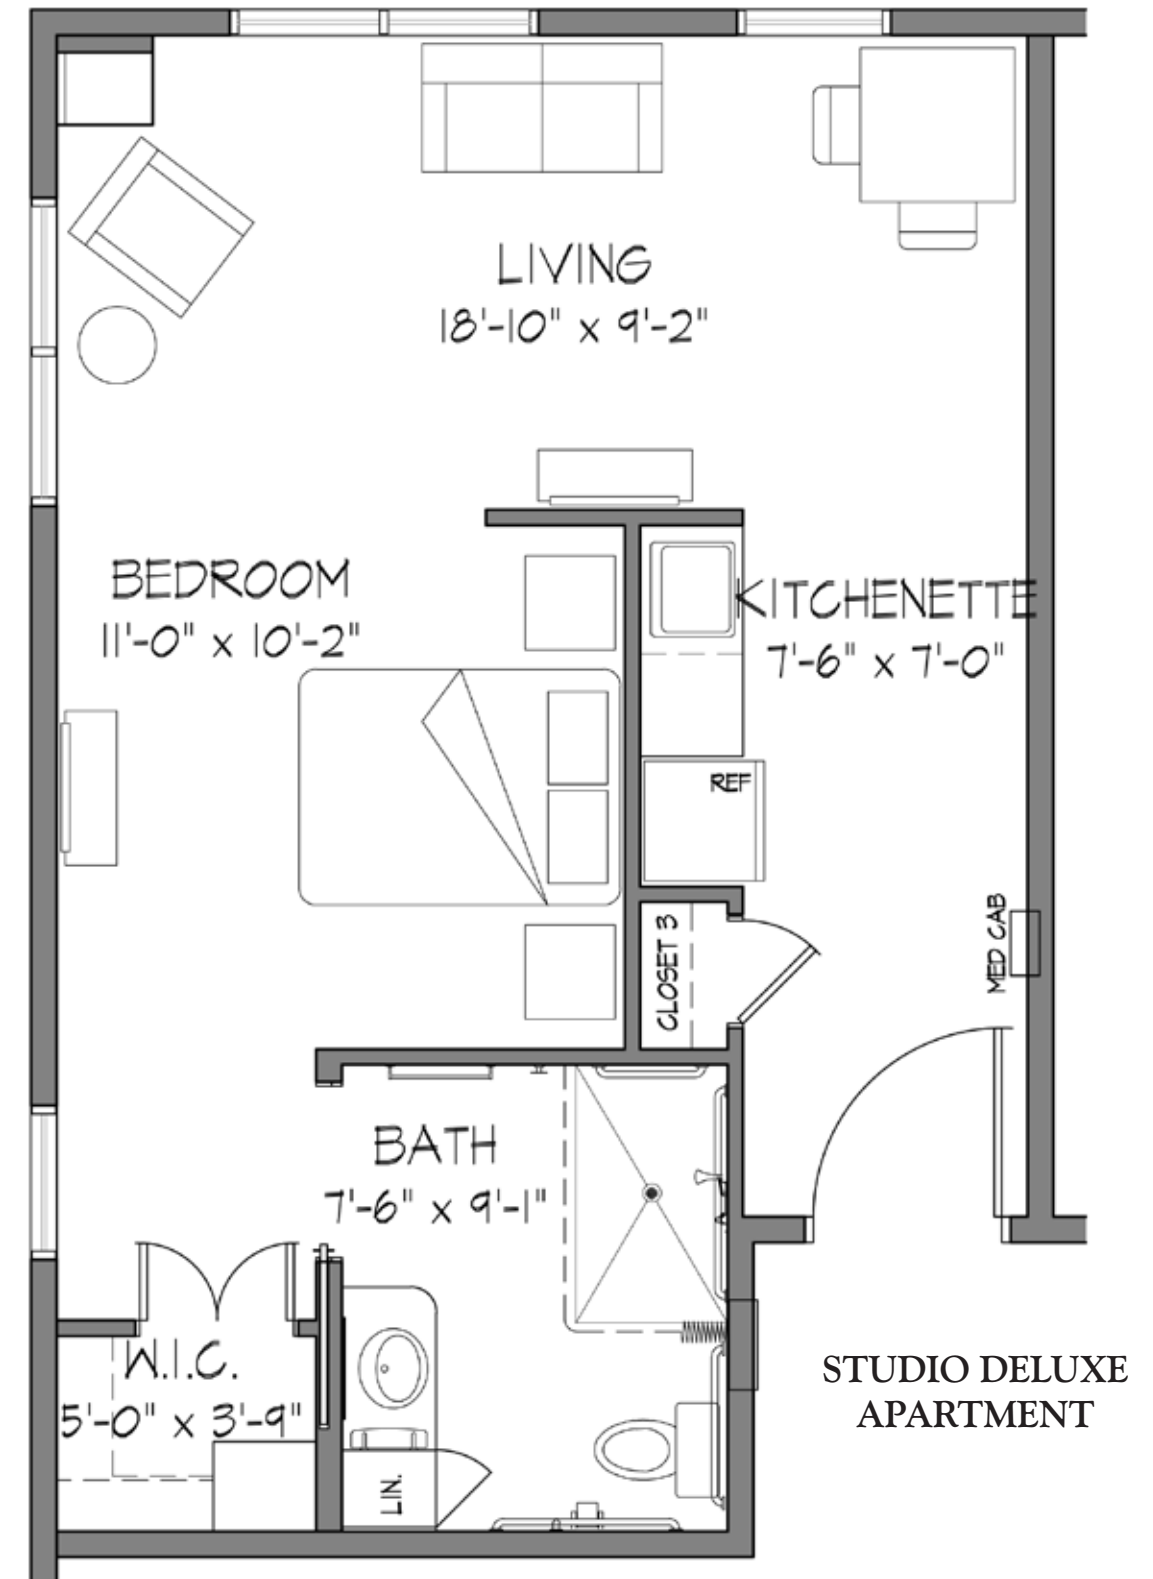 LIVING
18'-10" x 9'-2"
BEDROOM
11'-0" x 10'-2"
KITCHENETTE
7'-6" x 7'-0"
REF
CLOSET 3
MED CAB
BATH
7'-6" x 9'-1"
W.I.C.
5'-0" x 3'-9"
LIN.
STUDIO DELUXE
APARTMENT